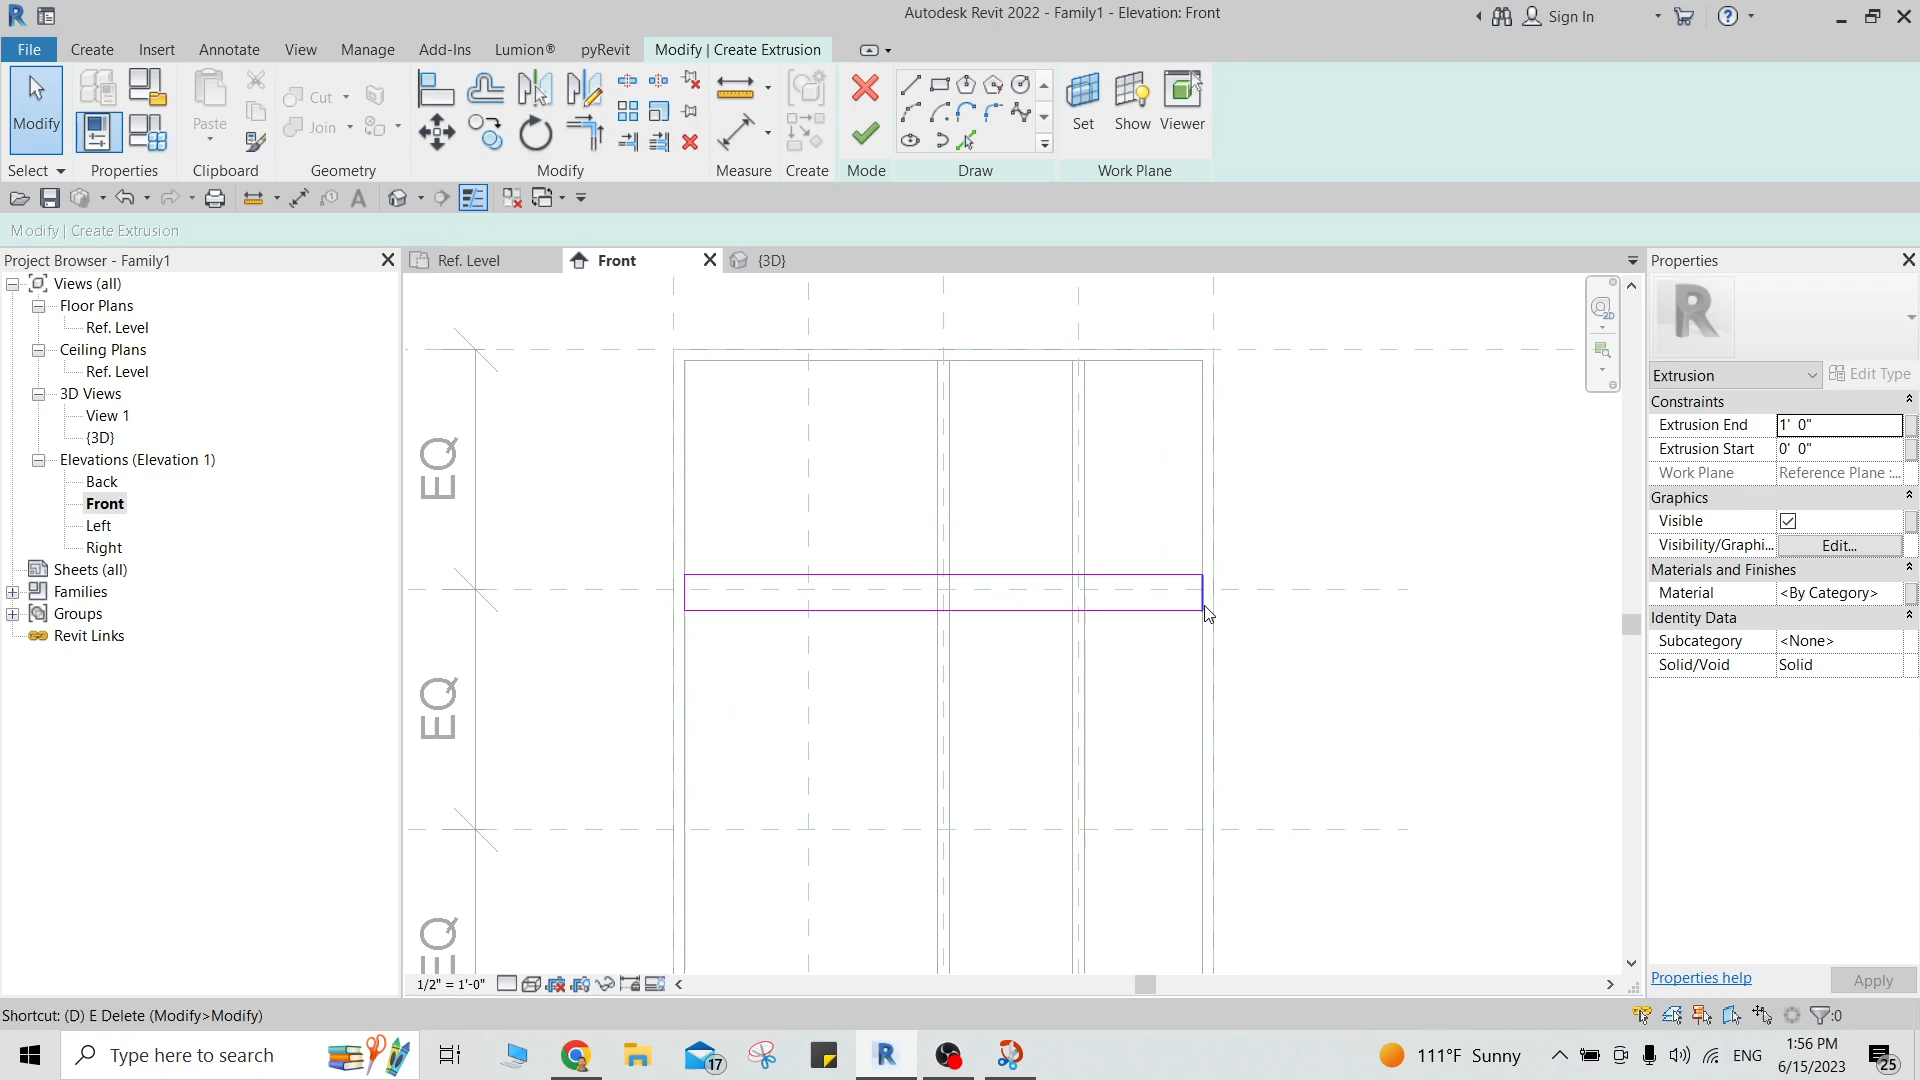 Autodesk Revit 2022 - Family1 - Elevation: Front
Sign In
File
Create
Insert
Annotate
View
Manage
Add-Ins
Lumion®
pyRevit
Modify | Create Extrusion
Modify
Paste
Cut
Join
Set
Show
Viewer
Select
Properties
Clipboard
Geometry
Modify
Measure
Create
Mode
Draw
Work Plane
Modify | Create Extrusion
Project Browser - Family1
Views (all)
Floor Plans
Ref. Level
Ceiling Plans
Ref. Level
3D Views
View 1
{3D}
Elevations (Elevation 1)
Back
Front
Left
Right
Sheets (all)
Families
Groups
Revit Links
Ref. Level
Front
{3D}
EQ
EQ
EQ
2D
1/2" = 1'-0"
Properties
R
Extrusion
Edit Type
Constraints
Extrusion End
1' 0"
Extrusion Start
0' 0"
Work Plane
Reference Plane :...
Graphics
Visible
Visibility/Graphi...
Edit...
Materials and Finishes
Material
<By Category>
Identity Data
Subcategory
<None>
Solid/Void
Solid
Properties help
Apply
Shortcut: (D) E Delete (Modify>Modify)
:0
Type here to search
17
R
111°F Sunny
ENG
1:56 PM
6/15/2023
25